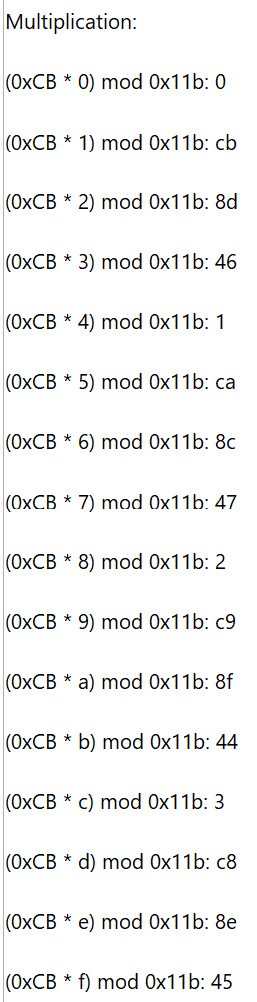 Multiplication:
(0xCB * 0) mod 0x11b: 0
(0xCB * 1) mod 0x11b: cb
(0xCB * 2) mod 0x11b: 8d
(0xCB * 3) mod 0x11b: 46
(0xCB * 4) mod 0x11b: 1
(0xCB * 5) mod 0x11b: ca
(0xCB * 6) mod 0x11b: 8c
(0xCB * 7) mod 0x11b: 47
(0xCB * 8) mod 0x11b: 2
(0xCB * 9) mod 0x11b: c9
(0xCB * a) mod 0x11b: 8f
(0xCB * b) mod 0x11b: 44
(0xCB * c) mod 0x11b: 3
(0xCB * d) mod 0x11b: c8
(0xCB * e) mod 0x11b: 8e
(0xCB * f) mod 0x11b: 45